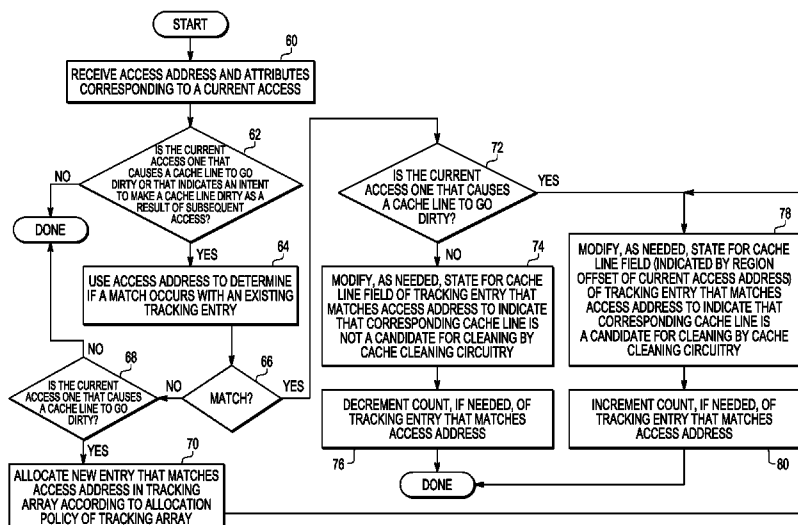 START
60
RECEIVE ACCESS ADDRESS AND ATTRIBUTES
CORRESPONDING TO A CURRENT ACCESS
62
IS THE CURRENT
ACCESS ONE THAT
CAUSES A CACHE LINE TO GO
DIRTY OR THAT INDICATES AN INTENT
TO MAKE A CACHE LINE DIRTY AS A
RESULT OF SUBSEQUENT
ACCESS?
NO
DONE
YES
64
USE ACCESS ADDRESS TO DETERMINE
IF A MATCH OCCURS WITH AN EXISTING
TRACKING ENTRY
66
MATCH?
NO
YES
68
IS THE CURRENT
ACCESS ONE THAT CAUSES
A CACHE LINE TO GO
DIRTY?
NO
YES
70
ALLOCATE NEW ENTRY THAT MATCHES
ACCESS ADDRESS IN TRACKING
ARRAY ACCORDING TO ALLOCATION
POLICY OF TRACKING ARRAY
72
IS THE CURRENT
ACCESS ONE THAT CAUSES
A CACHE LINE TO GO
DIRTY?
YES
NO
74
MODIFY, AS NEEDED, STATE FOR CACHE
LINE FIELD OF TRACKING ENTRY THAT
MATCHES ACCESS ADDRESS TO INDICATE
THAT CORRESPONDING CACHE LINE IS
NOT A CANDIDATE FOR CLEANING BY
CACHE CLEANING CIRCUITRY
DECREMENT COUNT, IF NEEDED, OF
TRACKING ENTRY THAT MATCHES
ACCESS ADDRESS
76
DONE
78
MODIFY, AS NEEDED, STATE FOR CACHE
LINE FIELD (INDICATED BY REGION
OFFSET OF CURRENT ACCESS ADDRESS)
OF TRACKING ENTRY THAT MATCHES
ACCESS ADDRESS TO INDICATE THAT
CORRESPONDING CACHE LINE IS
A CANDIDATE FOR CLEANING BY CACHE
CLEANING CIRCUITRY
INCREMENT COUNT, IF NEEDED, OF
TRACKING ENTRY THAT MATCHES
ACCESS ADDRESS
80